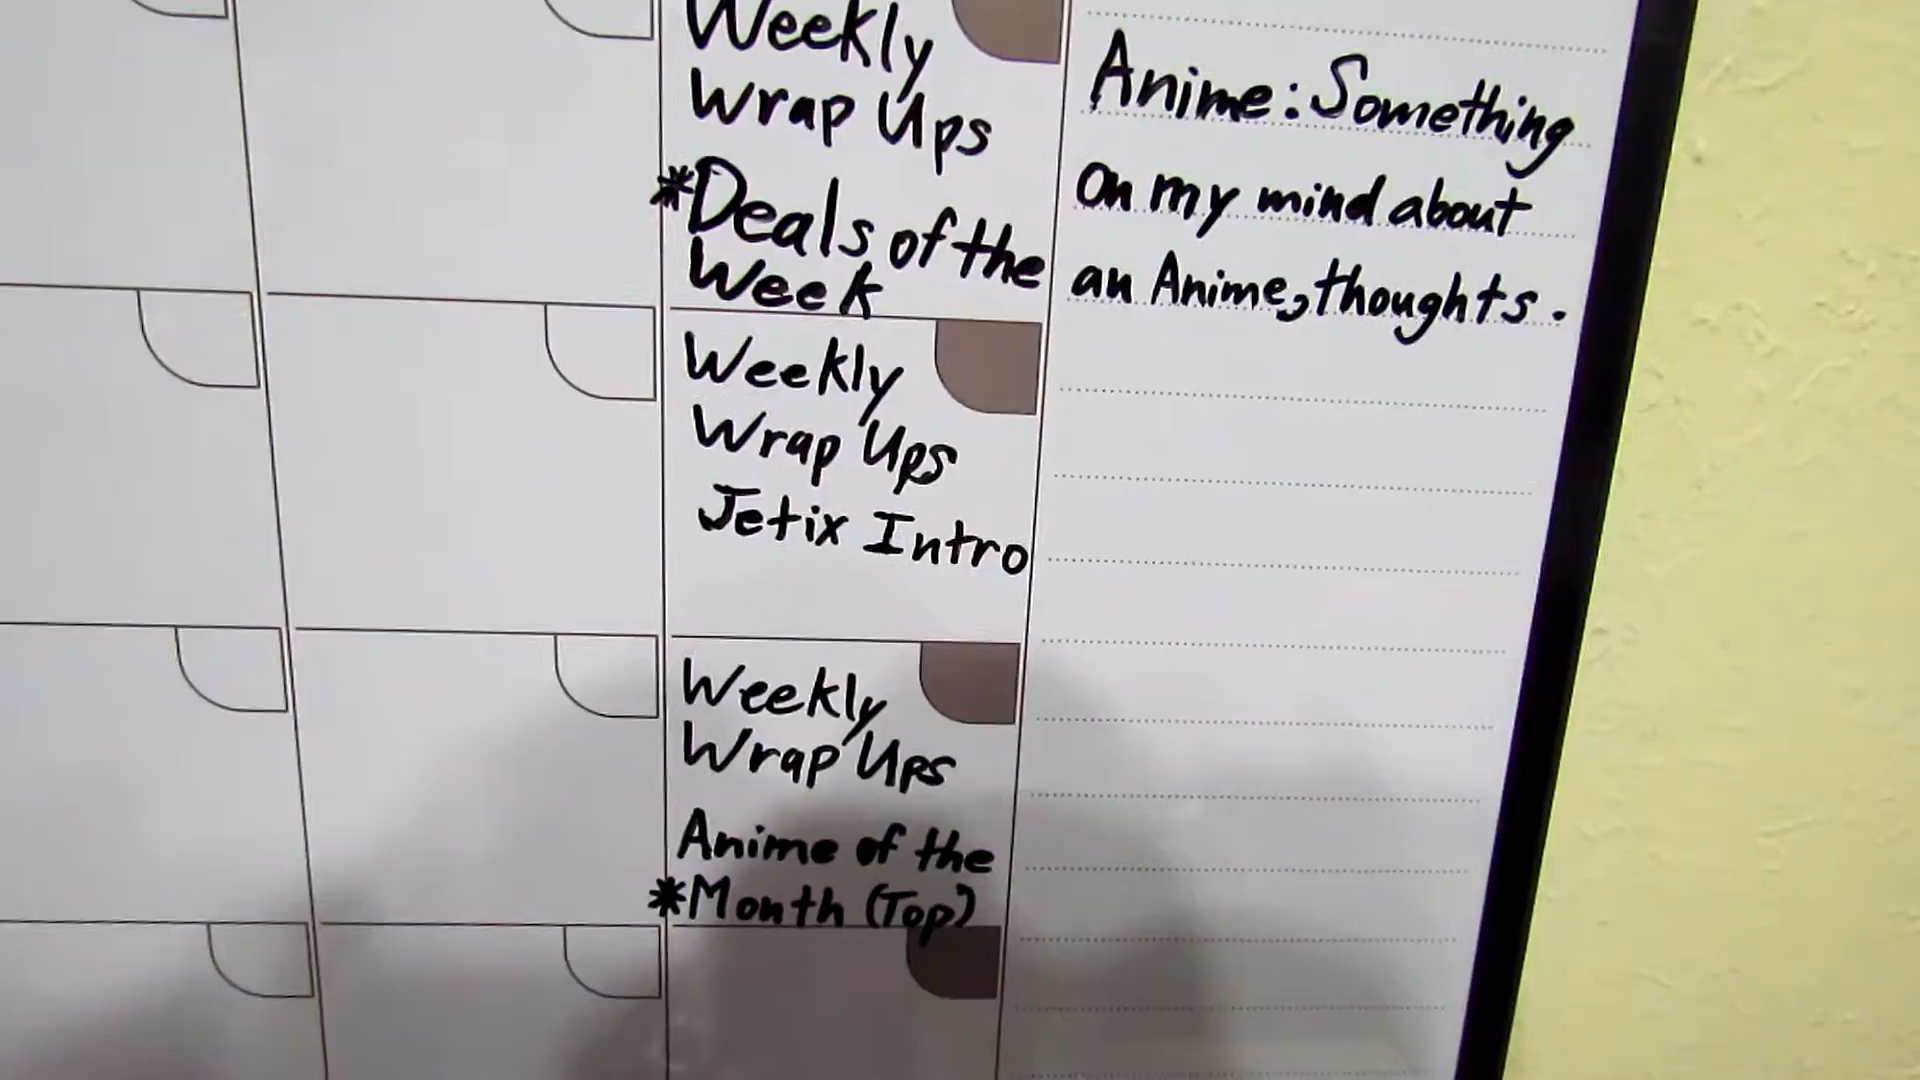 Weekly
Wrap Ups
*Deals of the
Week
Weekly
Wrap Ups
Jetix Intro
Weekly
Wrap Ups
Anime of the
*Month (Top)
Anime: Something
on my mind about
an Anime, thoughts.